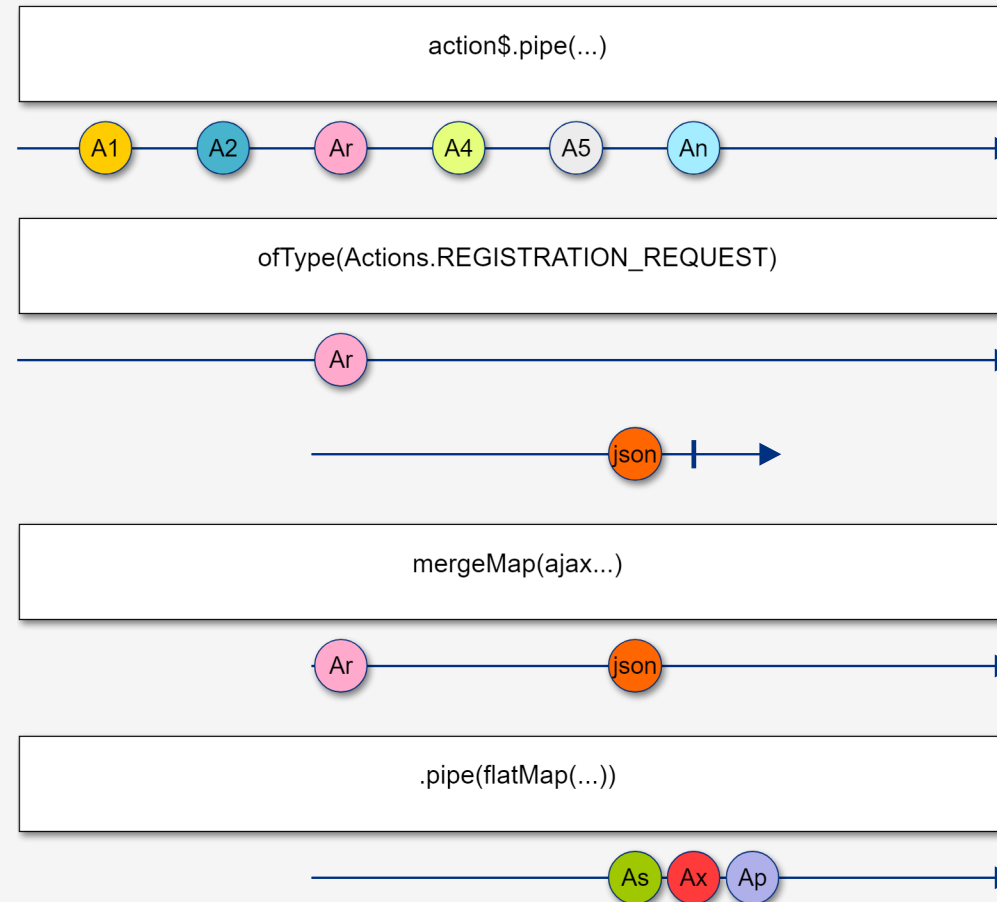 action$.pipe(...)
A1 A2 Ar A4 A5 An
ofType(Actions.REGISTRATION_REQUEST)
Ar
json
mergeMap(ajax...)
Ar json
.pipe(flatMap(...))
As Ax Ap